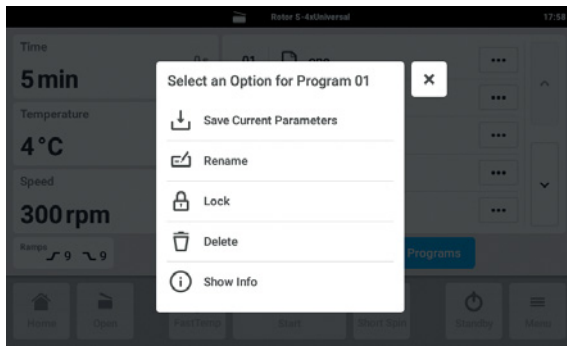 Rotor S-4xUniversal
17:58
Time
0 s
5 min
Temperature
4 °C
Speed
300 rpm
Ramps
9 9
01
one
•••
•••
•••
•••
•••
Select an Option for Program 01
×
Save Current Parameters
Rename
Lock
Delete
Show Info
Programs
Home
Open
FastTemp
Start
Short Spin
Standby
Menu